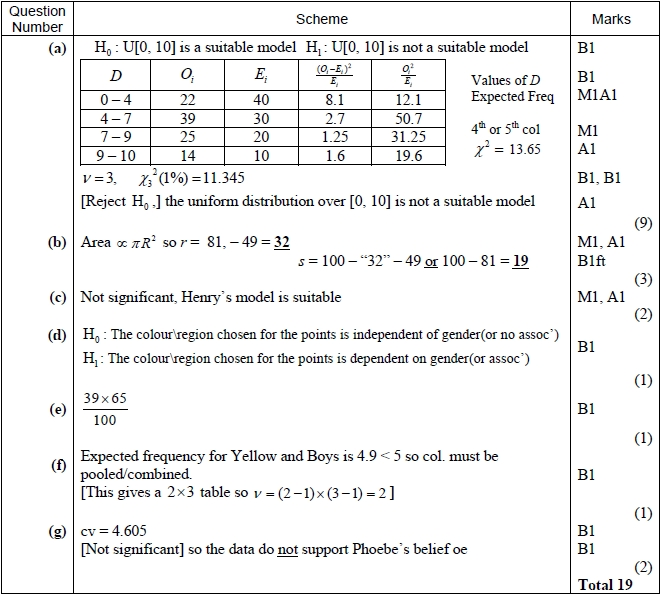 Question Number Scheme Marks
(a) H₀ : U[0, 10] is a suitable model H₁ : U[0, 10] is not a suitable model B1
D Oᵢ Eᵢ (Oᵢ−Eᵢ)²/Eᵢ Oᵢ²/Eᵢ Values of D B1
0 – 4 22 40 8.1 12.1 Expected Freq M1A1
4 – 7 39 30 2.7 50.7
7 – 9 25 20 1.25 31.25 4th or 5th col M1
9 – 10 14 10 1.6 19.6 χ² = 13.65 A1
ν = 3, χ₃²(1%) = 11.345 B1, B1
[Reject H₀ ,] the uniform distribution over [0, 10] is not a suitable model A1
(9)
(b) Area ∝ πR² so r = 81, – 49 = 32 M1, A1
s = 100 – “32” – 49 or 100 – 81 = 19 B1ft
(3)
(c) Not significant, Henry’s model is suitable M1, A1
(2)
(d) H₀ : The colour\region chosen for the points is independent of gender(or no assoc’)
H₁ : The colour\region chosen for the points is dependent on gender(or assoc’) B1
(1)
(e) 39×65/100 B1
(1)
(f) Expected frequency for Yellow and Boys is 4.9 < 5 so col. must be
pooled/combined. B1
[This gives a 2×3 table so ν = (2−1)×(3−1) = 2 ]
(1)
(g) cv = 4.605 B1
[Not significant] so the data do not support Phoebe’s belief oe B1
(2)
Total 19